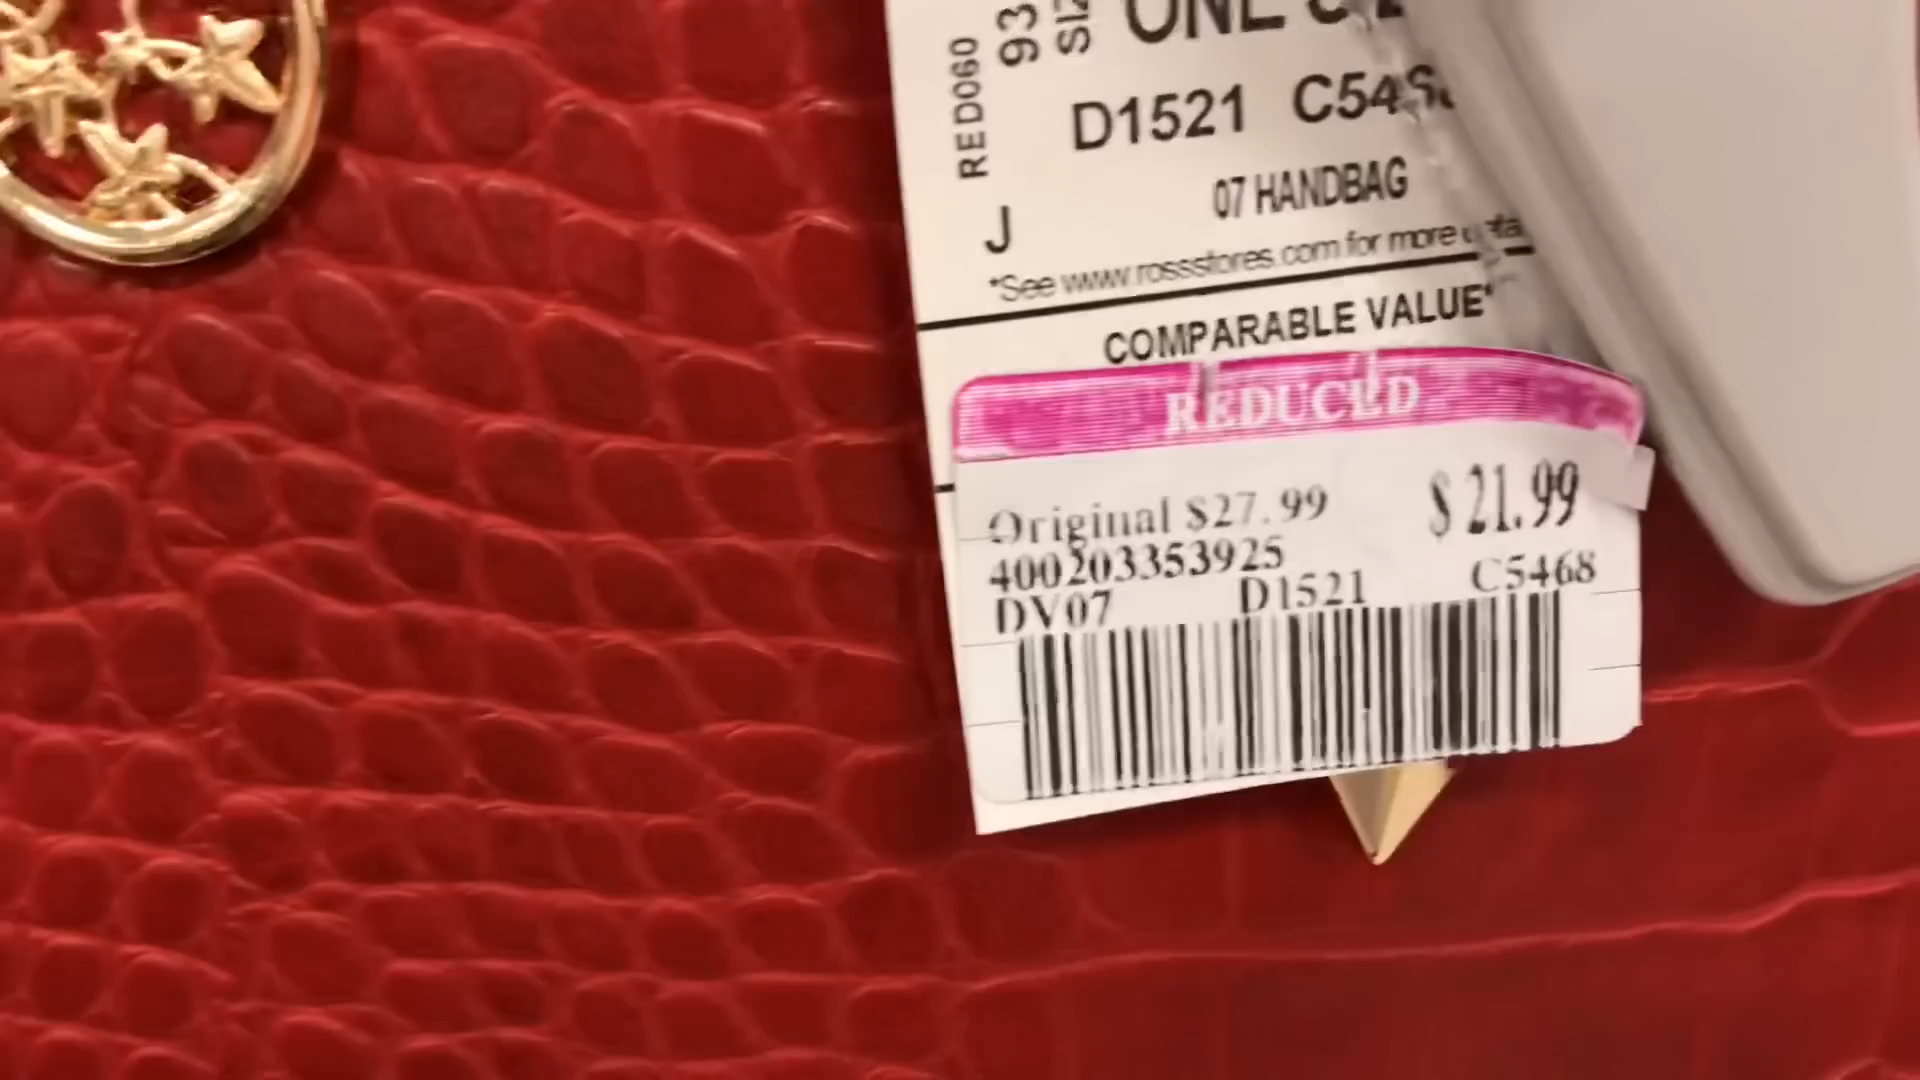 RED060
93
ONE
D1521
07 HANDBAG
J
*See www.rossstores.com for more
COMPARABLE VALUE*
REDUCED
Original $27.99
$21.99
400203353925
DV07 D1521 C5468